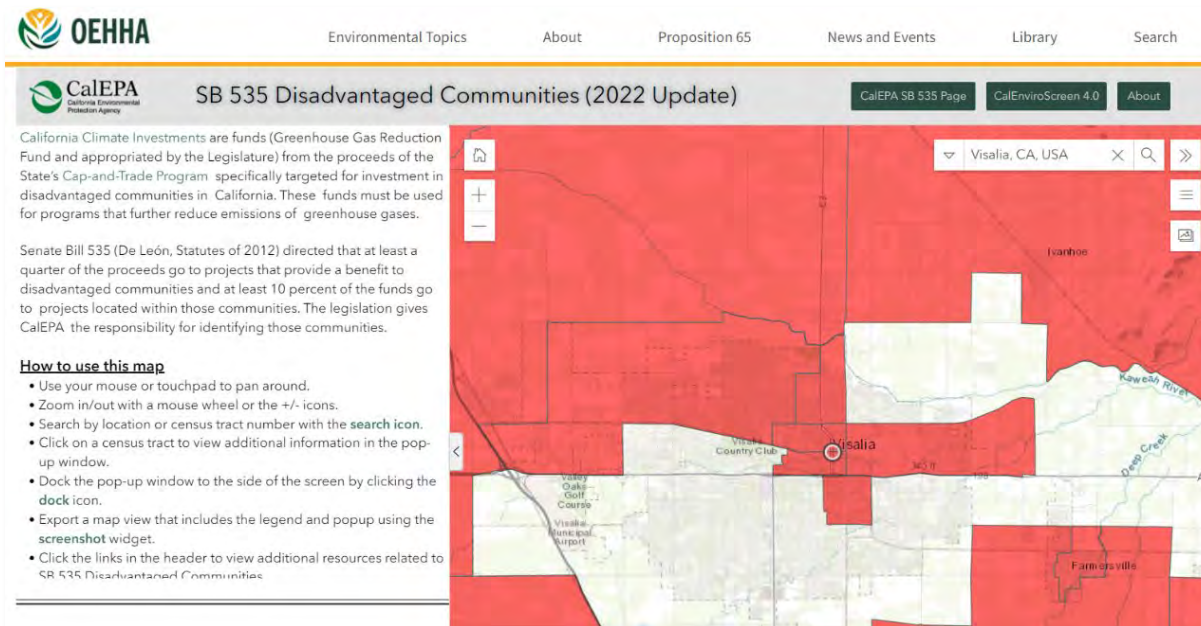 OEHHA
Environmental Topics
About
Proposition 65
News and Events
Library
Search
CalEPA
California Environmental
Protection Agency
SB 535 Disadvantaged Communities (2022 Update)
CalEPA SB 535 Page
CalEnviroScreen 4.0
About
California Climate Investments are funds (Greenhouse Gas Reduction
Fund and appropriated by the Legislature) from the proceeds of the
State's Cap-and-Trade Program specifically targeted for investment in
disadvantaged communities in California. These funds must be used
for programs that further reduce emissions of greenhouse gases.
Senate Bill 535 (De León, Statutes of 2012) directed that at least a
quarter of the proceeds go to projects that provide a benefit to
disadvantaged communities and at least 10 percent of the funds go
to projects located within those communities. The legislation gives
CalEPA the responsibility for identifying those communities.
How to use this map
• Use your mouse or touchpad to pan around.
• Zoom in/out with a mouse wheel or the +/- icons.
• Search by location or census tract number with the search icon.
• Click on a census tract to view additional information in the pop-
up window.
• Dock the pop-up window to the side of the screen by clicking the
dock icon.
• Export a map view that includes the legend and popup using the
screenshot widget.
• Click the links in the header to view additional resources related to
SB 535 Disadvantaged Communities
Visalia, CA, USA
Ivanhoe
Kaweah River
Deep Creek
Visalia
Country Club
Visalia
345 ft
198
Valley
Oaks
Golf
Course
Visalia
Municipal
Airport
Farmersville